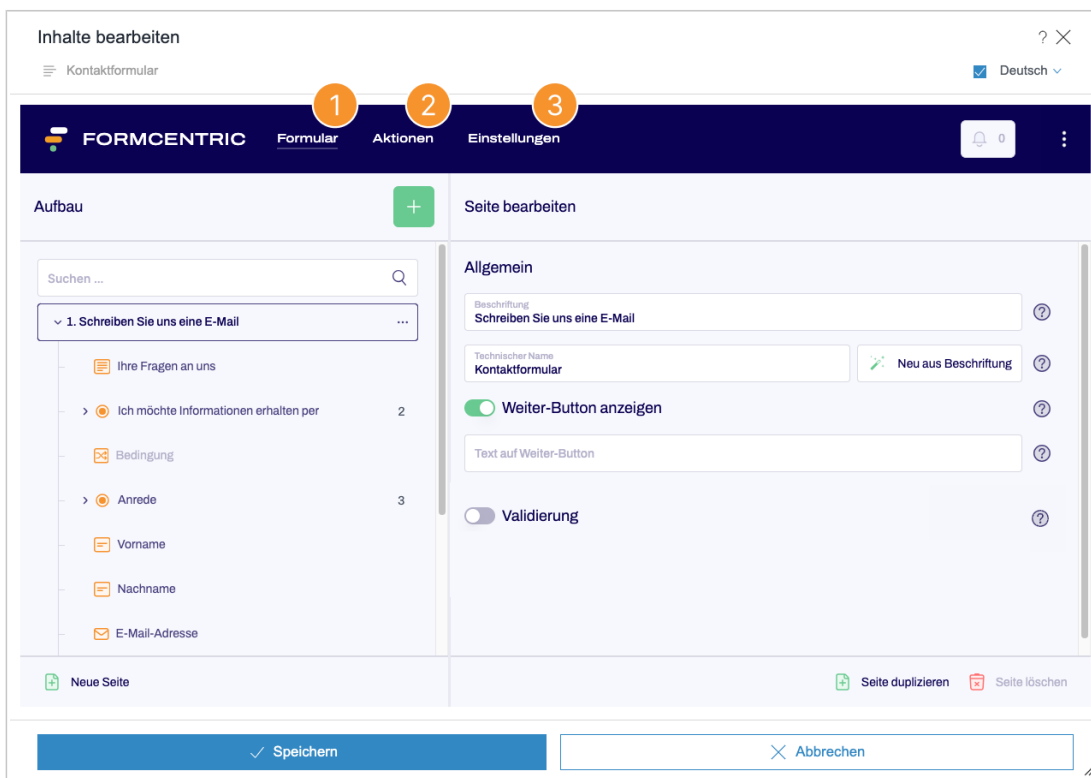 Inhalte bearbeiten ?
Kontaktformular Deutsch
1 2 3
FORMCENTRIC Formular Aktionen Einstellungen 0
Aufbau +
Seite bearbeiten
Suchen ...
1. Schreiben Sie uns eine E-Mail ...
Ihre Fragen an uns
Ich möchte Informationen erhalten per 2
Bedingung
Anrede 3
Vorname
Nachname
E-Mail-Adresse
Neue Seite
Allgemein
Beschriftung
Schreiben Sie uns eine E-Mail ?
Technischer Name
Kontaktformular Neu aus Beschriftung ?
Weiter-Button anzeigen ?
Text auf Weiter-Button ?
Validierung ?
Seite duplizieren Seite löschen
Speichern Abbrechen